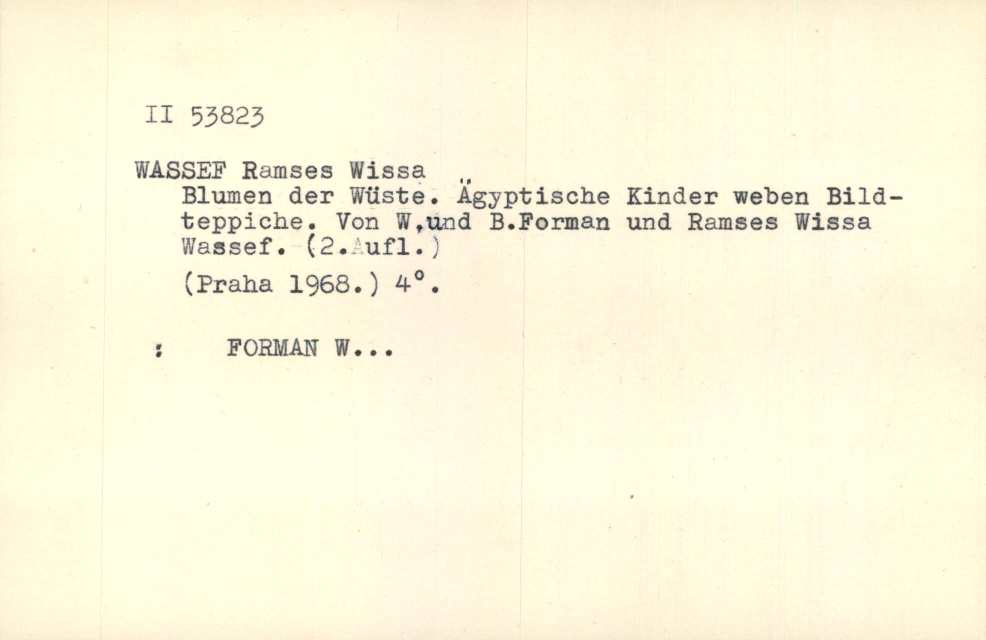 II 53823
WASSEF Ramses Wissa
Blumen der Wüste. Ägyptische Kinder weben Bild-
teppiche. Von W.und B.Forman und Ramses Wissa
Wassef. (2.Aufl.)
(Praha 1968.) 4°.
: FORMAN W...